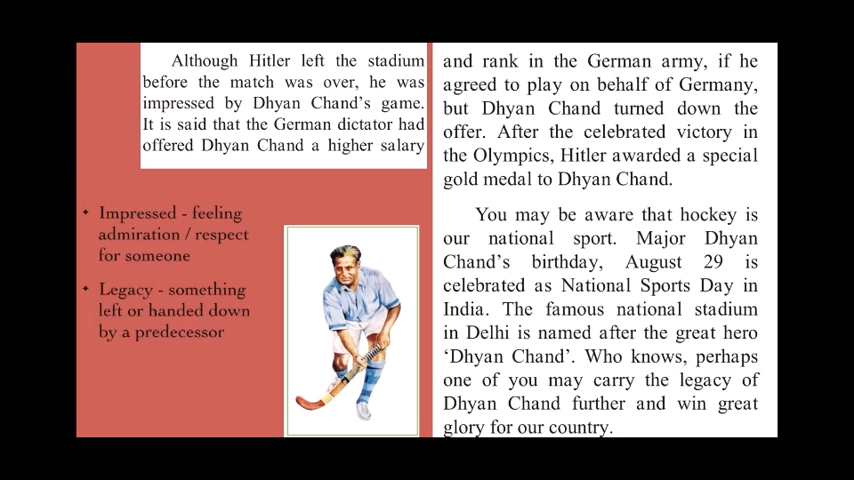 Although Hitler left the stadium
before the match was over, he was
impressed by Dhyan Chand's game.
It is said that the German dictator had
offered Dhyan Chand a higher salary
and rank in the German army, if he
agreed to play on behalf of Germany,
but Dhyan Chand turned down the
offer. After the celebrated victory in
the Olympics, Hitler awarded a special
gold medal to Dhyan Chand.
You may be aware that hockey is
our national sport. Major Dhyan
Chand's birthday, August 29 is
celebrated as National Sports Day in
India. The famous national stadium
in Delhi is named after the great hero
‘Dhyan Chand’. Who knows, perhaps
one of you may carry the legacy of
Dhyan Chand further and win great
glory for our country.
✦ Impressed - feeling
admiration / respect
for someone
✦ Legacy - something
left or handed down
by a predecessor